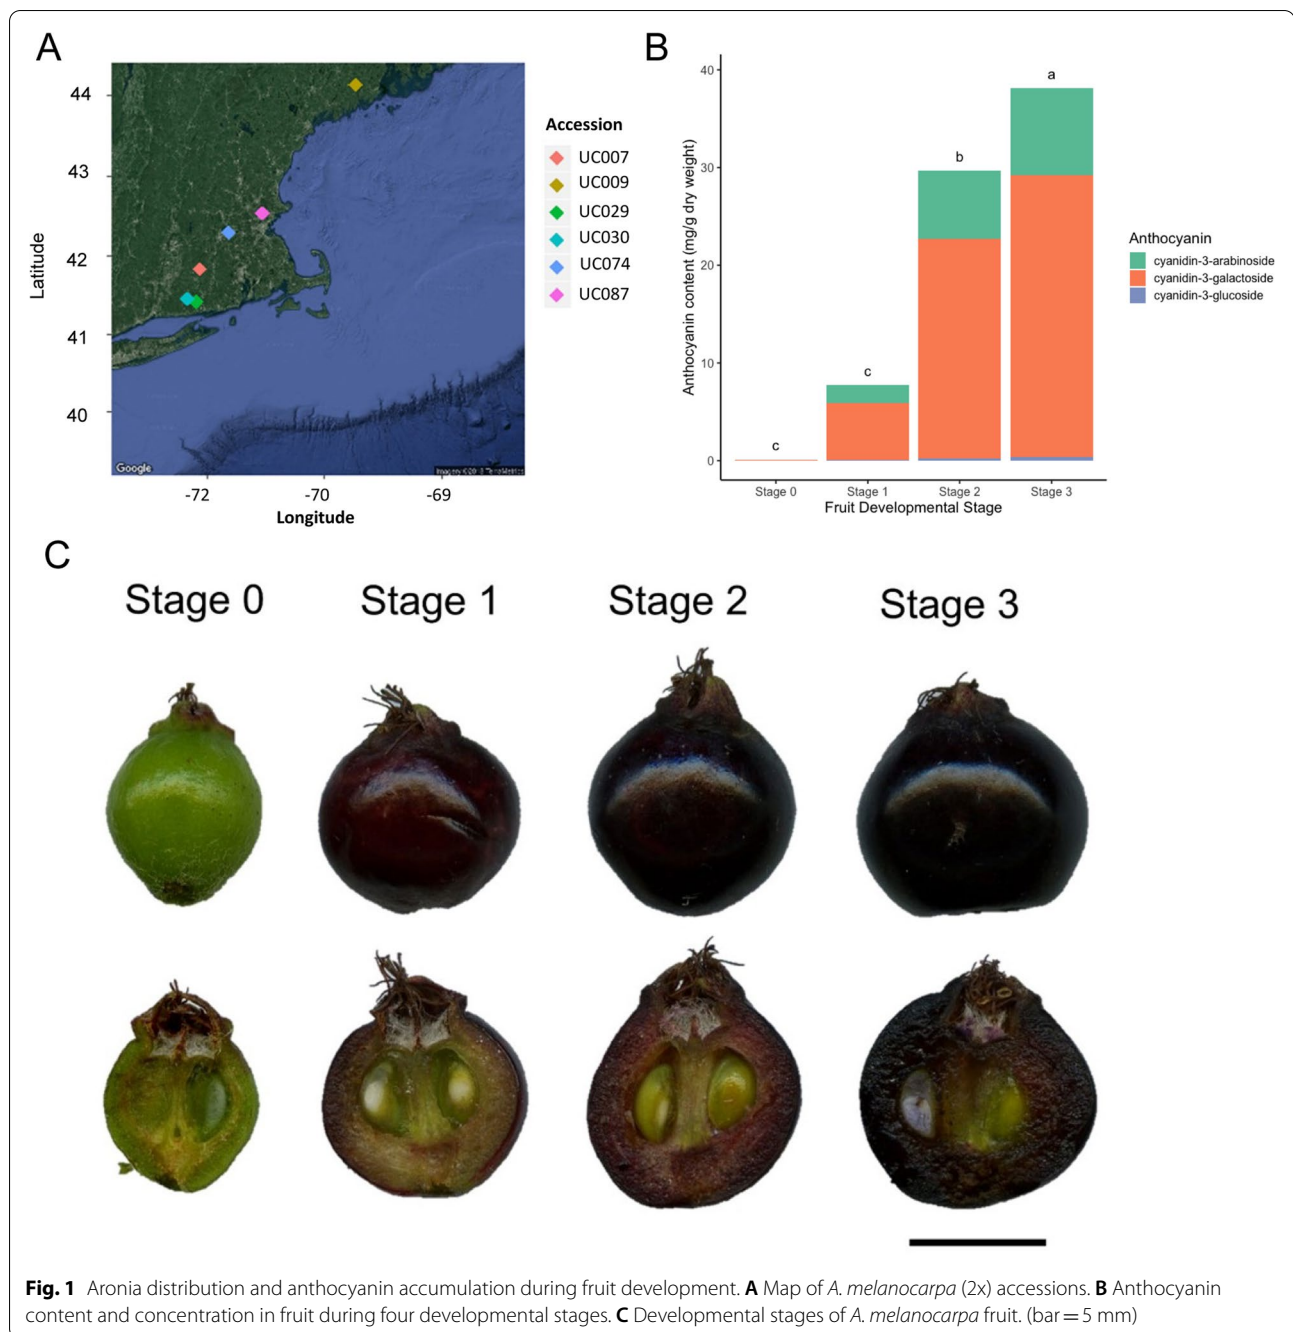 A
44
43
42
41
40
Latitude
Google
-72
-70
-69
Longitude
Accession
UC007
UC009
UC029
UC030
UC074
UC087
B
40
30
20
10
0
Anthocyanin content (mg/g dry weight)
c
c
b
a
Stage 0
Stage 1
Stage 2
Stage 3
Fruit Developmental Stage
Anthocyanin
cyanidin-3-arabinoside
cyanidin-3-galactoside
cyanidin-3-glucoside
C
Stage 0
Stage 1
Stage 2
Stage 3
Fig. 1 Aronia distribution and anthocyanin accumulation during fruit development. A Map of A. melanocarpa (2x) accessions. B Anthocyanin
content and concentration in fruit during four developmental stages. C Developmental stages of A. melanocarpa fruit. (bar = 5 mm)